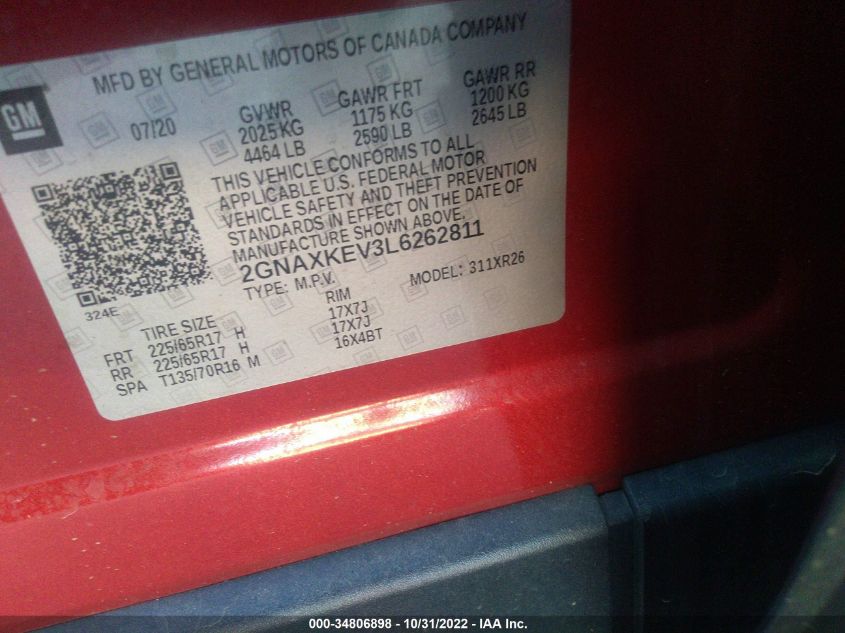 MFD BY GENERAL MOTORS OF CANADA COMPANY
GM
07/20
GVWR
2025 KG
4464 LB
GAWR FRT
1175 KG
2590 LB
GAWR RR
1200 KG
2645 LB
THIS VEHICLE CONFORMS TO ALL
APPLICABLE U.S. FEDERAL MOTOR
VEHICLE SAFETY AND THEFT PREVENTION
STANDARDS IN EFFECT ON THE DATE OF
MANUFACTURE SHOWN ABOVE.
2GNAXKEV3L6262811
TYPE: M.P.V. MODEL: 311XR26
324E
TIRE SIZE RIM
FRT 225/65R17 H 17X7J
RR 225/65R17 H 17X7J
SPA T135/70R16 M 16X4BT
000-34806898 - 10/31/2022 - IAA Inc.